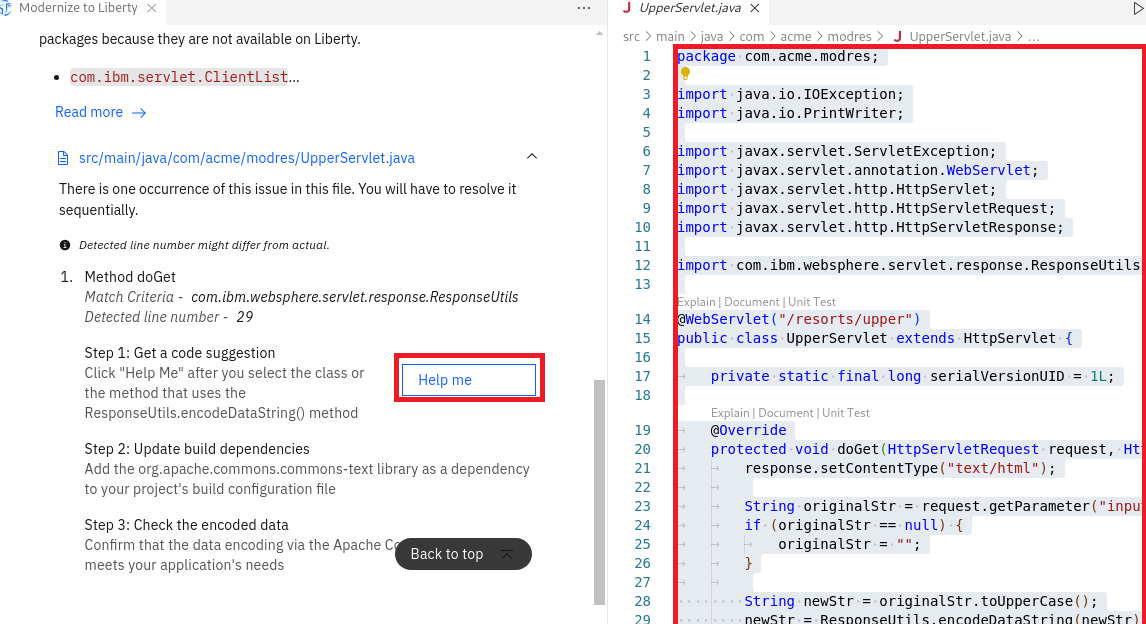 Modernize to Liberty
packages because they are not available on Liberty.
• com.ibm.servlet.ClientList...
Read more →
src/main/java/com/acme/modres/UpperServlet.java
There is one occurrence of this issue in this file. You will have to resolve it
sequentially.
Detected line number might differ from actual.
1. Method doGet
Match Criteria - com.ibm.websphere.servlet.response.ResponseUtils
Detected line number - 29
Step 1: Get a code suggestion
Click "Help Me" after you select the class or
the method that uses the
ResponseUtils.encodeDataString() method
Help me
Step 2: Update build dependencies
Add the org.apache.commons.commons-text library as a dependency
to your project's build configuration file
Step 3: Check the encoded data
Confirm that the data encoding via the Apache Co
meets your application's needs
Back to top
J UpperServlet.java
src > main > java > com > acme > modres > J UpperServlet.java > ...
1 package com.acme.modres;
2
3 import java.io.IOException;
4 import java.io.PrintWriter;
5
6 import javax.servlet.ServletException;
7 import javax.servlet.annotation.WebServlet;
8 import javax.servlet.http.HttpServlet;
9 import javax.servlet.http.HttpServletRequest;
10 import javax.servlet.http.HttpServletResponse;
11
12 import com.ibm.websphere.servlet.response.ResponseUtils
13
Explain | Document | Unit Test
14 @WebServlet("/resorts/upper")
15 public class UpperServlet extends HttpServlet {
16
17 private static final long serialVersionUID = 1L;
18
Explain | Document | Unit Test
19 @Override
20 protected void doGet(HttpServletRequest request, Htt
21 response.setContentType("text/html");
22
23 String originalStr = request.getParameter("input
24 if (originalStr == null) {
25 originalStr = "";
26 }
27
28 String newStr = originalStr.toUpperCase();
29 newStr = ResponseUtils.encodeDataString(newStr)